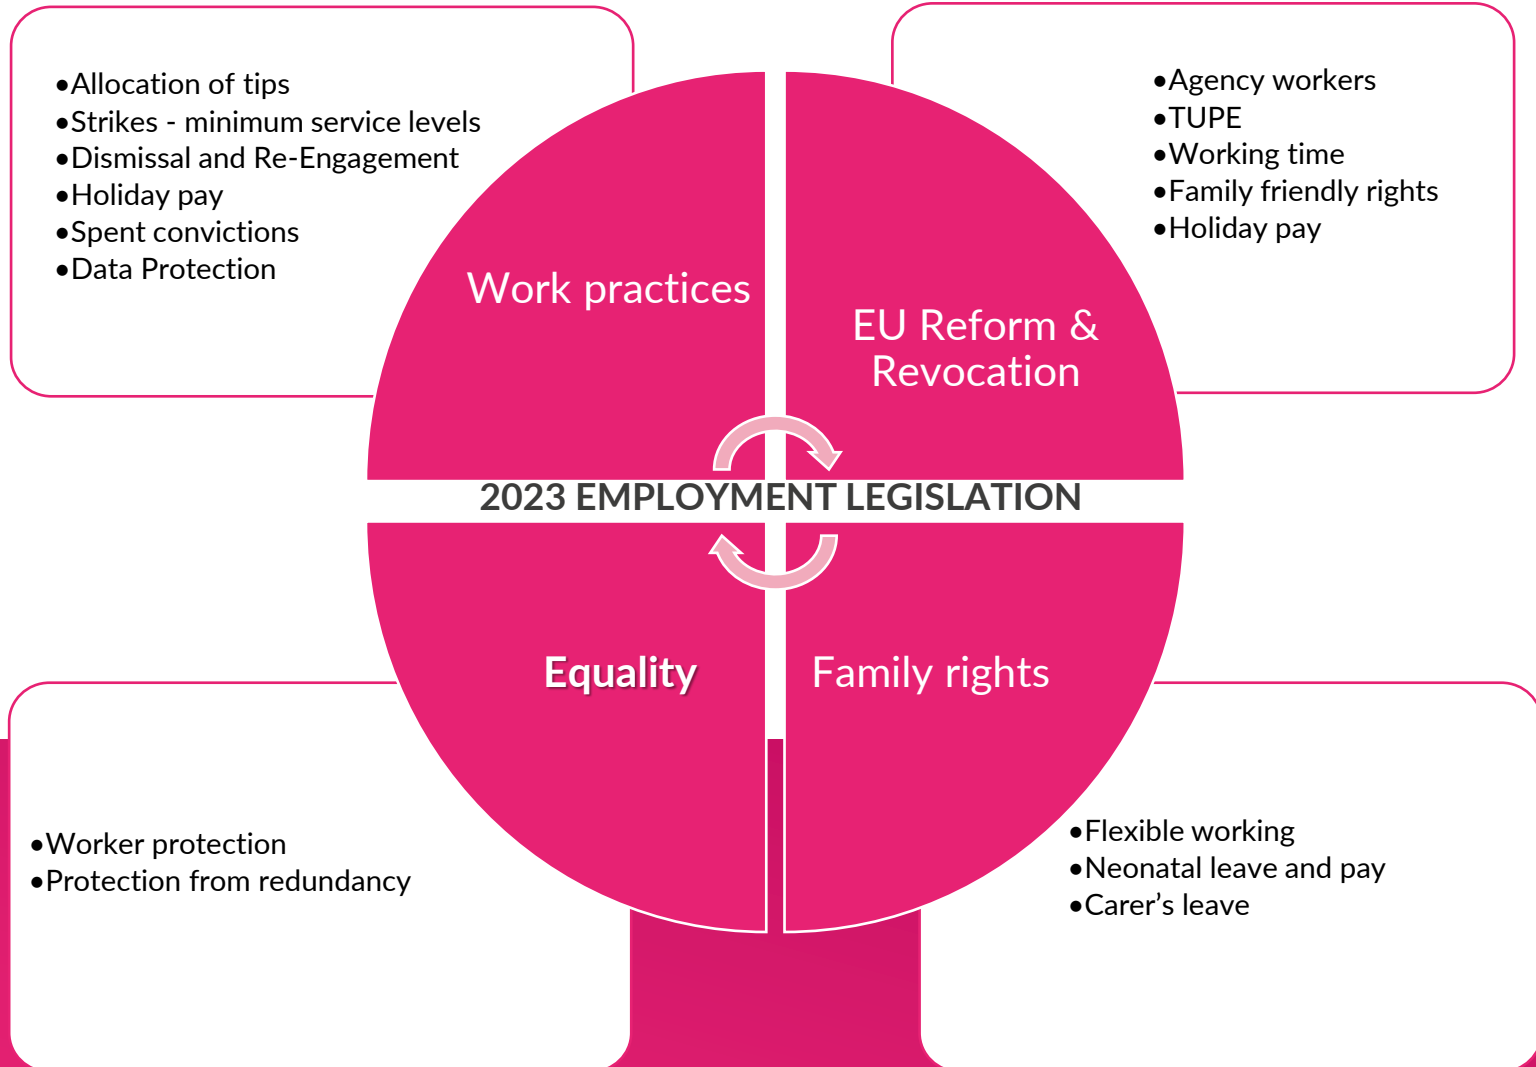 •Allocation of tips
•Strikes - minimum service levels
•Dismissal and Re-Engagement
•Holiday pay
•Spent convictions
•Data Protection
•Agency workers
•TUPE
•Working time
•Family friendly rights
•Holiday pay
Work practices
EU Reform &
Revocation
2023 EMPLOYMENT LEGISLATION
Equality
Family rights
•Worker protection
•Protection from redundancy
•Flexible working
•Neonatal leave and pay
•Carer’s leave